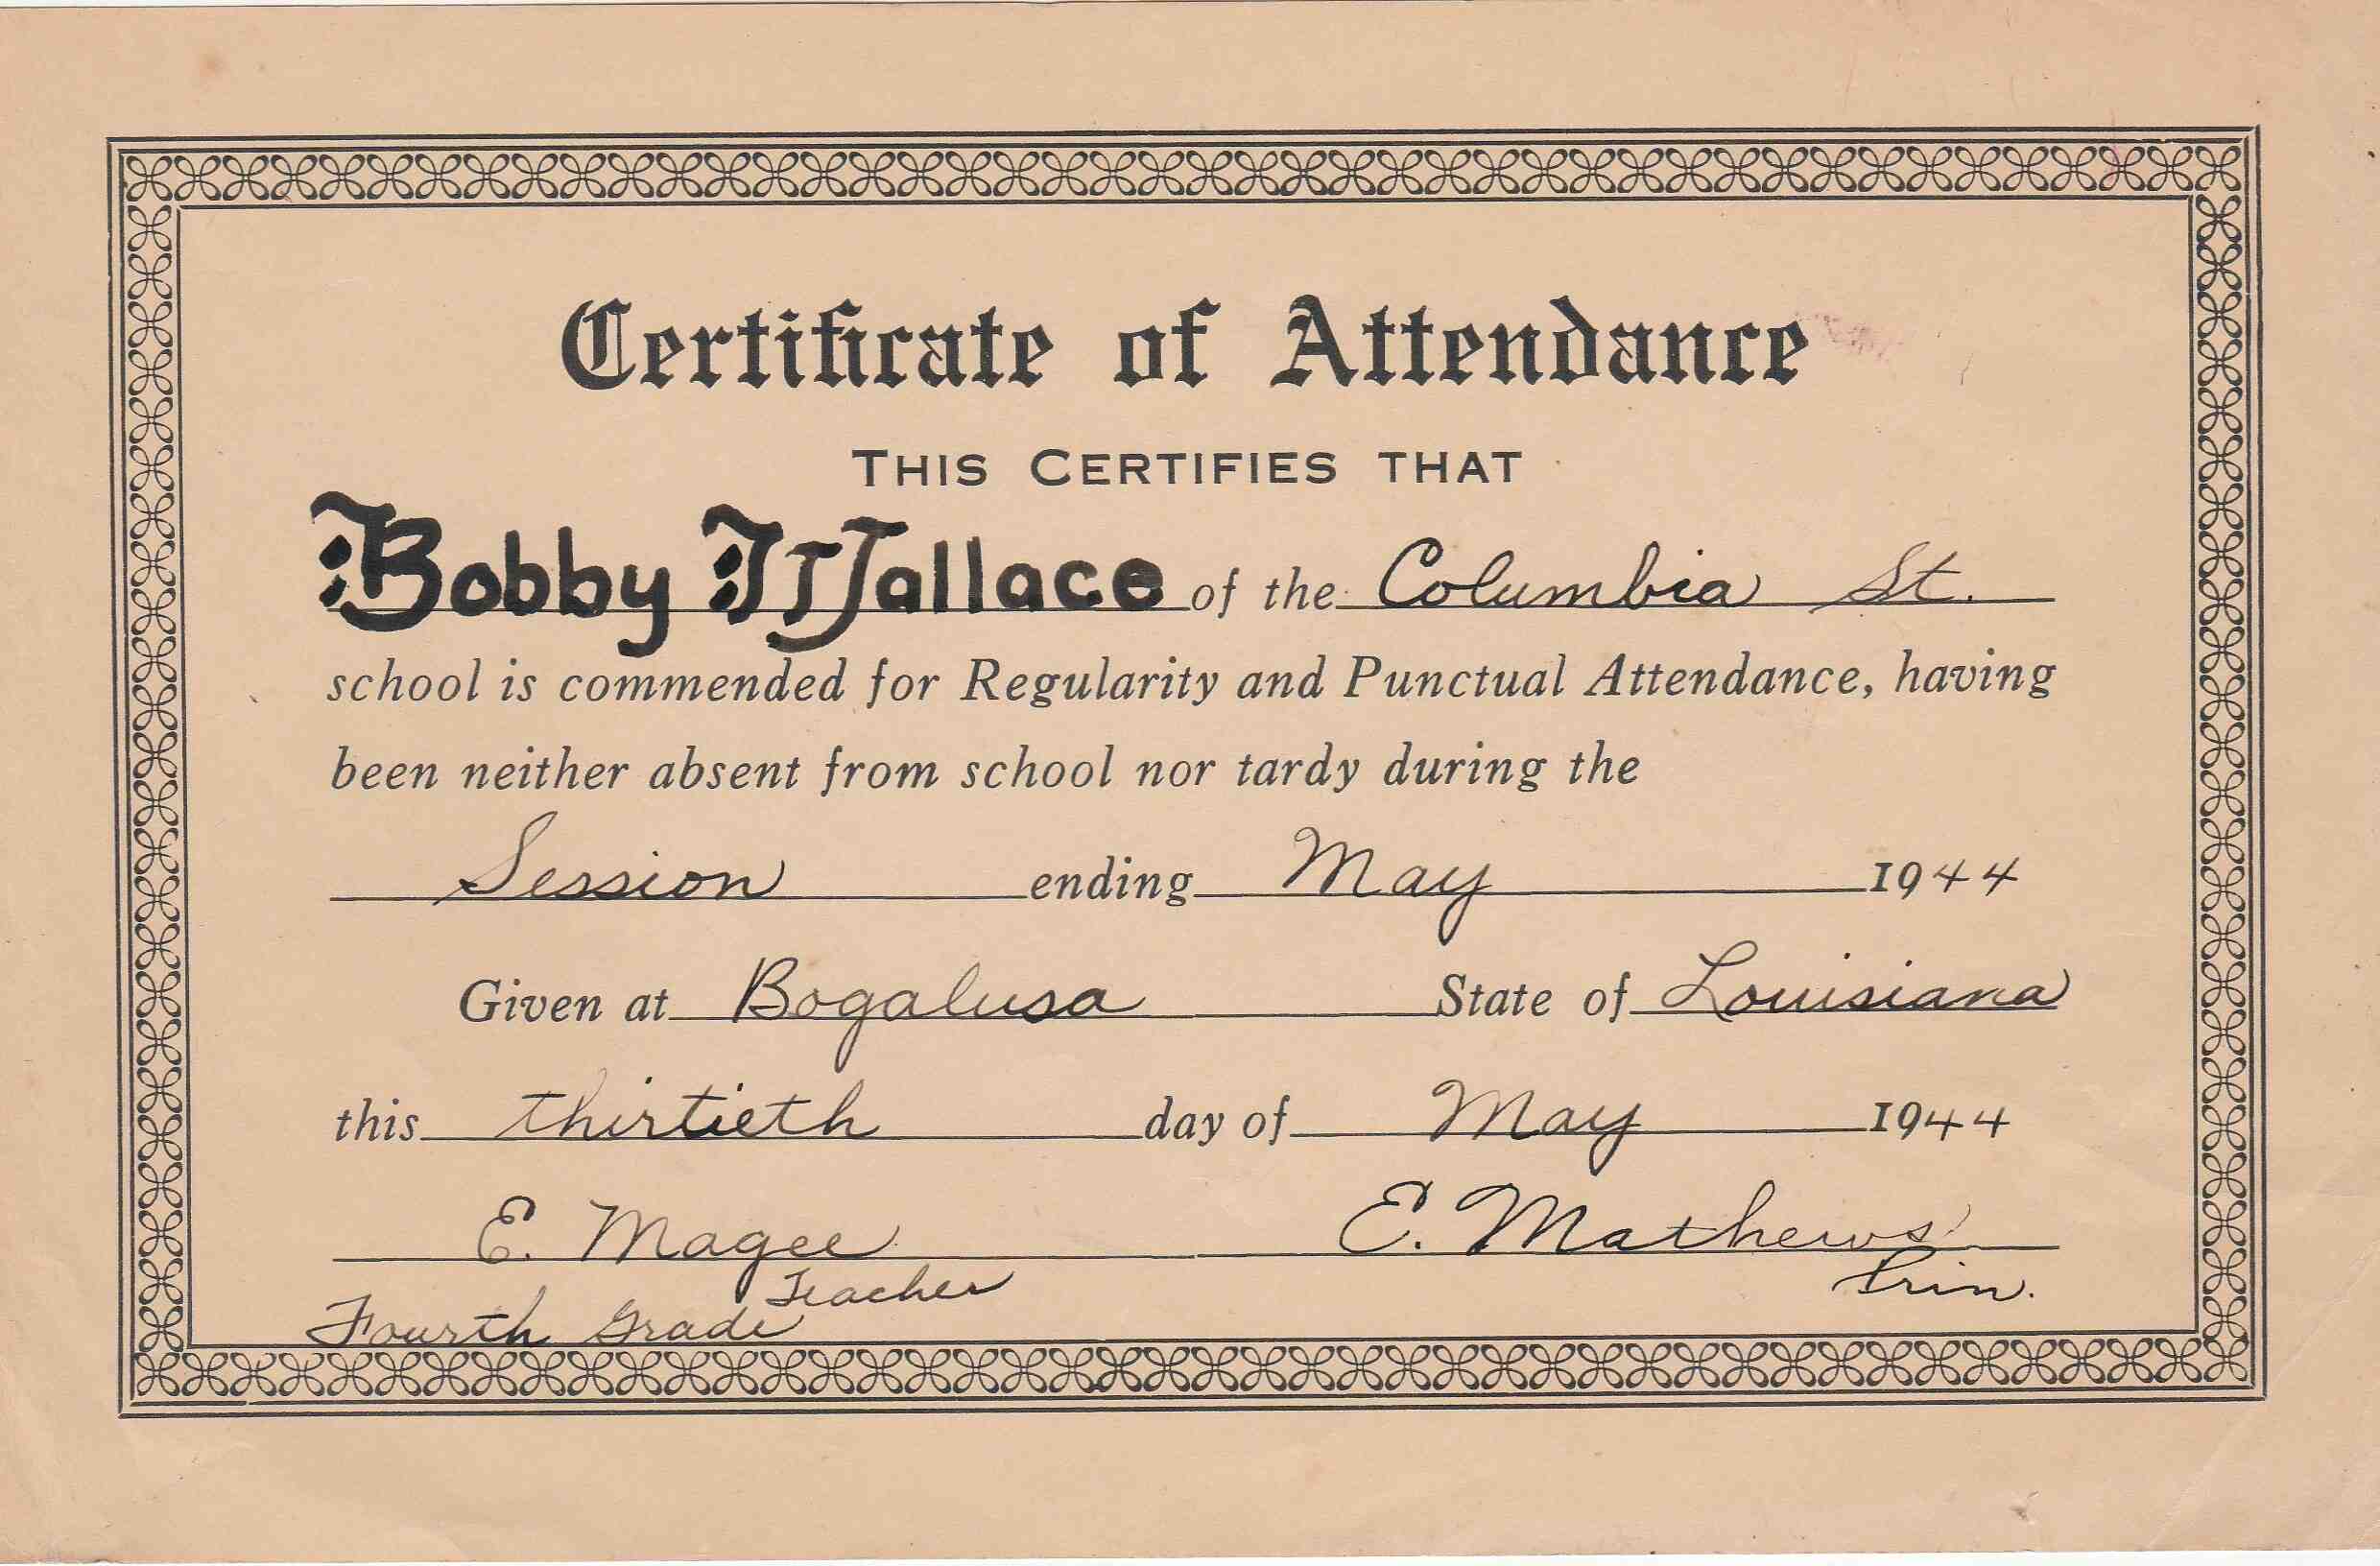 Certificate of Attendance
THIS CERTIFIES THAT
Bobby Wallace of the Columbia St.
school is commended for Regularity and Punctual Attendance, having
been neither absent from school nor tardy during the
Session ending May 1944
Given at Bogalusa State of Louisiana
this thirtieth day of May 1944
E. Magee E. Mathews
Teacher Prin.
Fourth Grade